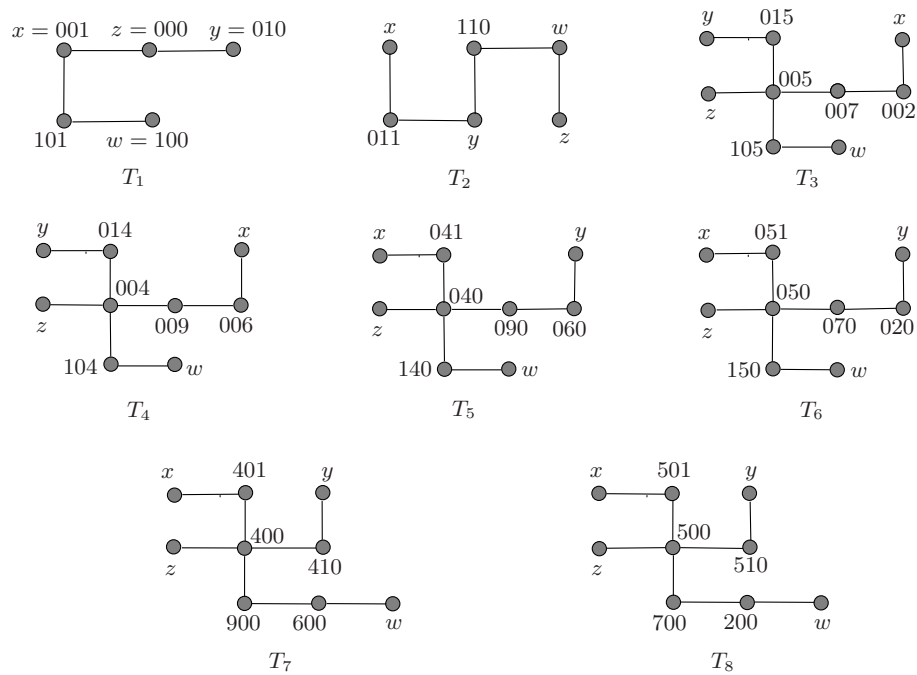 x = 001 z = 000 y = 010
101 w = 100
T1
x 110 w
011 y z
T2
y 015 x
005
z 007 002
105 w
T3
y 014 x
004
z 009 006
104 w
T4
x 041 y
040
z 090 060
140 w
T5
x 051 y
050
z 070 020
150 w
T6
x 401 y
400
z 410
900 600 w
T7
x 501 y
500
z 510
700 200 w
T8